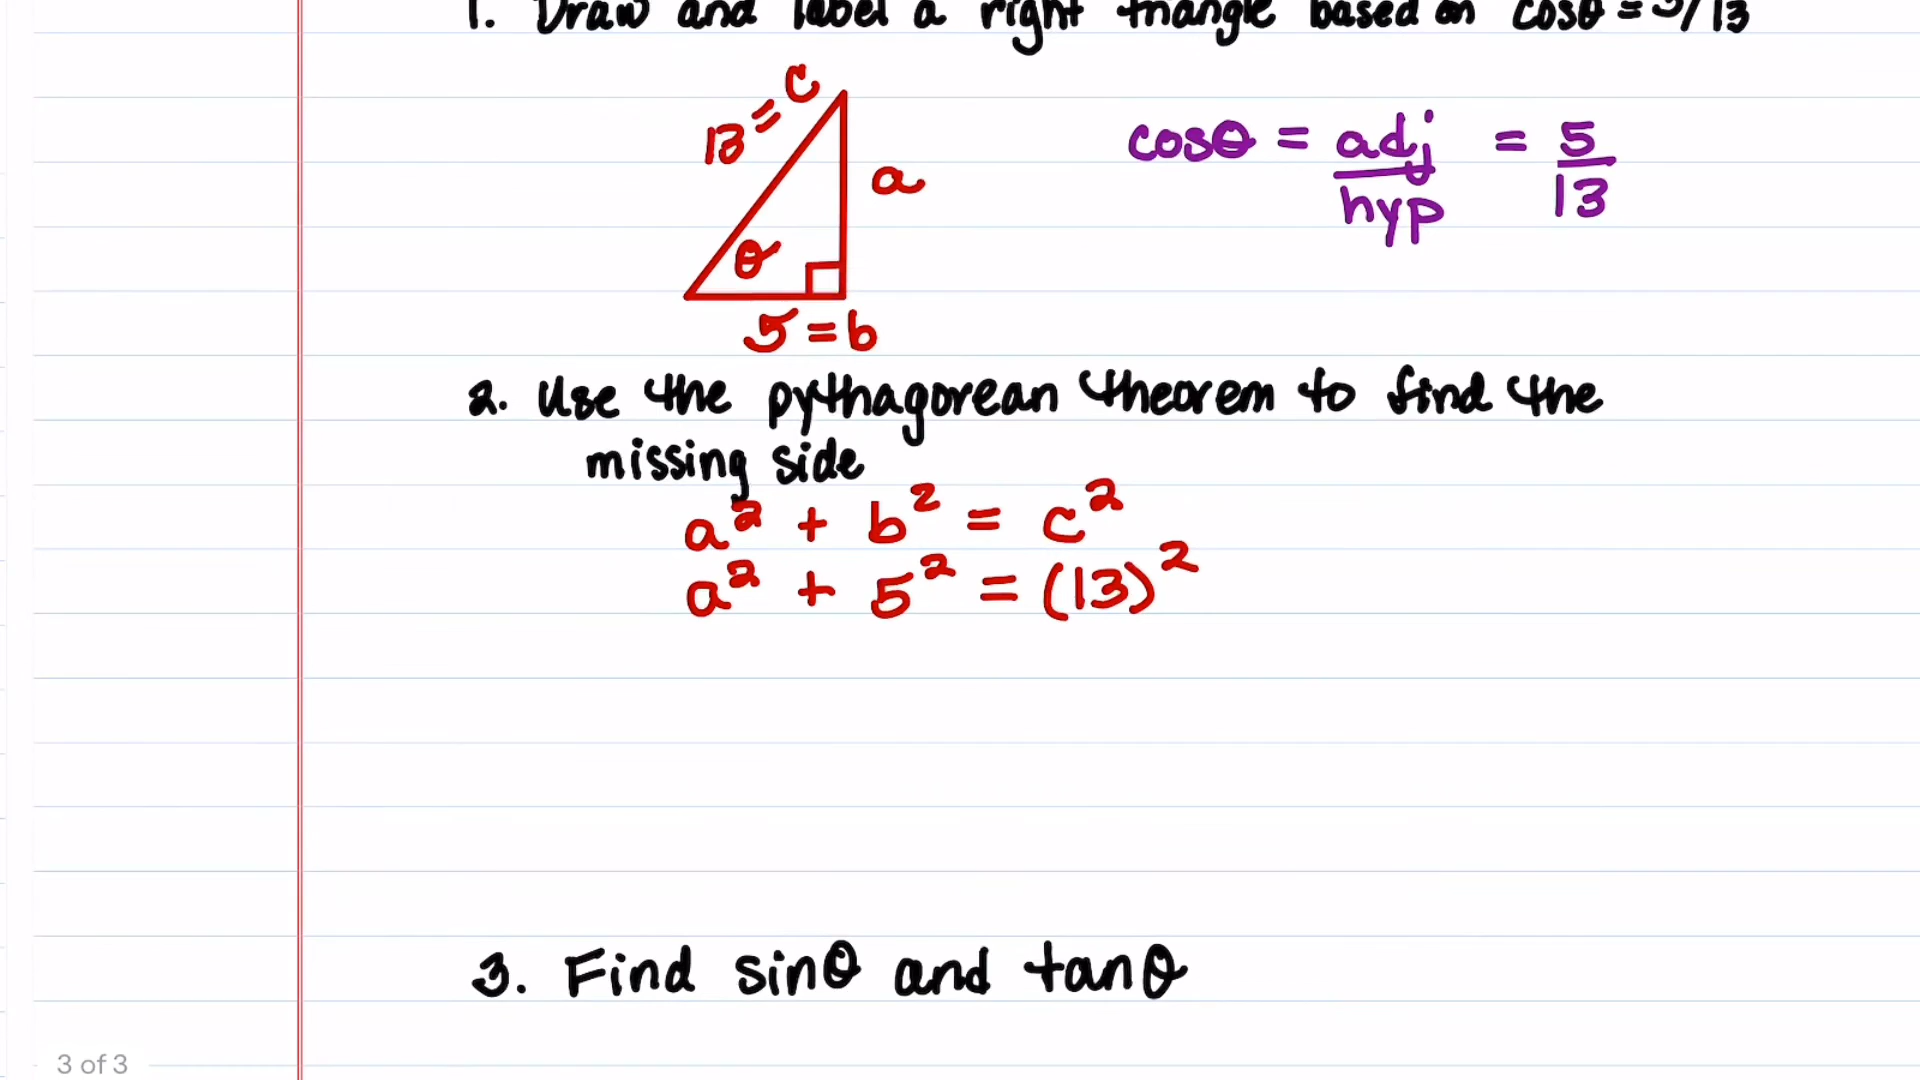 1. Draw and label a right triangle based on cosθ = 5/13
13 = c
a
cosθ = adj/hyp = 5/13
θ
5 = b
2. Use the pythagorean theorem to find the
missing side
a² + b² = c²
a² + 5² = (13)²
3. Find sinθ and tanθ
3 of 3